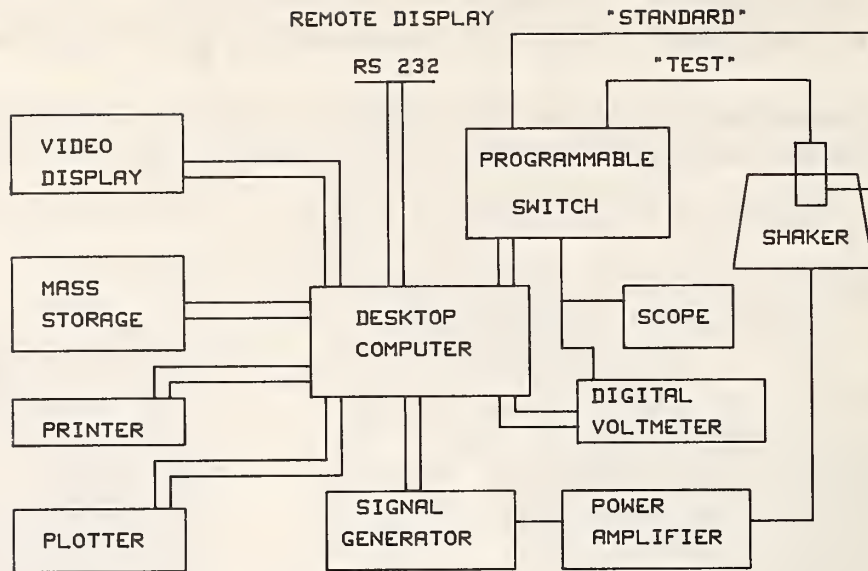 REMOTE DISPLAY
"STANDARD"
RS 232
"TEST"
VIDEO
DISPLAY
PROGRAMMABLE
SWITCH
SHAKER
MASS
STORAGE
DESKTOP
COMPUTER
SCOPE
PRINTER
DIGITAL
VOLTMETER
PLOTTER
SIGNAL
GENERATOR
POWER
AMPLIFIER